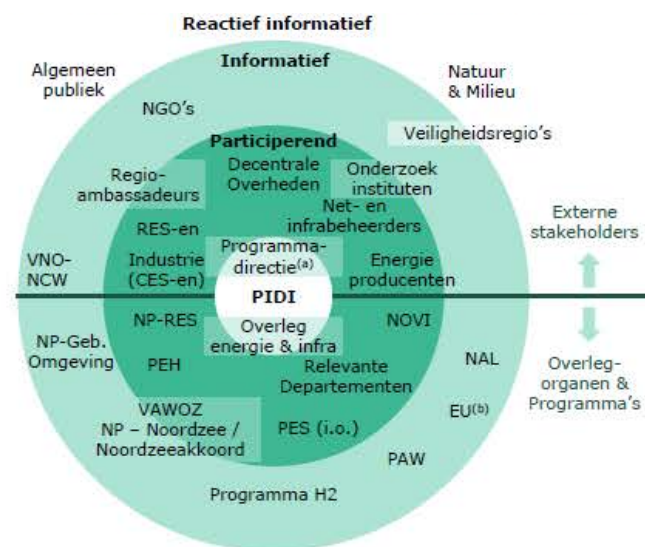 Reactief informatief
Informatief
Algemeen
publiek
NGO's
Natuur
& Milieu
Veiligheidsregio's
Participerend
Decentrale
Overheden
Regio-
ambassadeurs
Onderzoek
instituten
RES-en
Net- en
infrabeheerders
Externe
stakeholders
VNO-
NCW
Industrie
(CES-en)
Programma-
directie(a)
Energie
producenten
PIDI
NP-Geb.
Omgeving
NP-RES
Overleg
energie & infra
NOVI
PEH
Relevante
Departementen
NAL
Overleg-
organen &
Programma's
VAWOZ
NP – Noordzee /
Noordzeeakkoord
PES (i.o.)
EU(b)
PAW
Programma H2